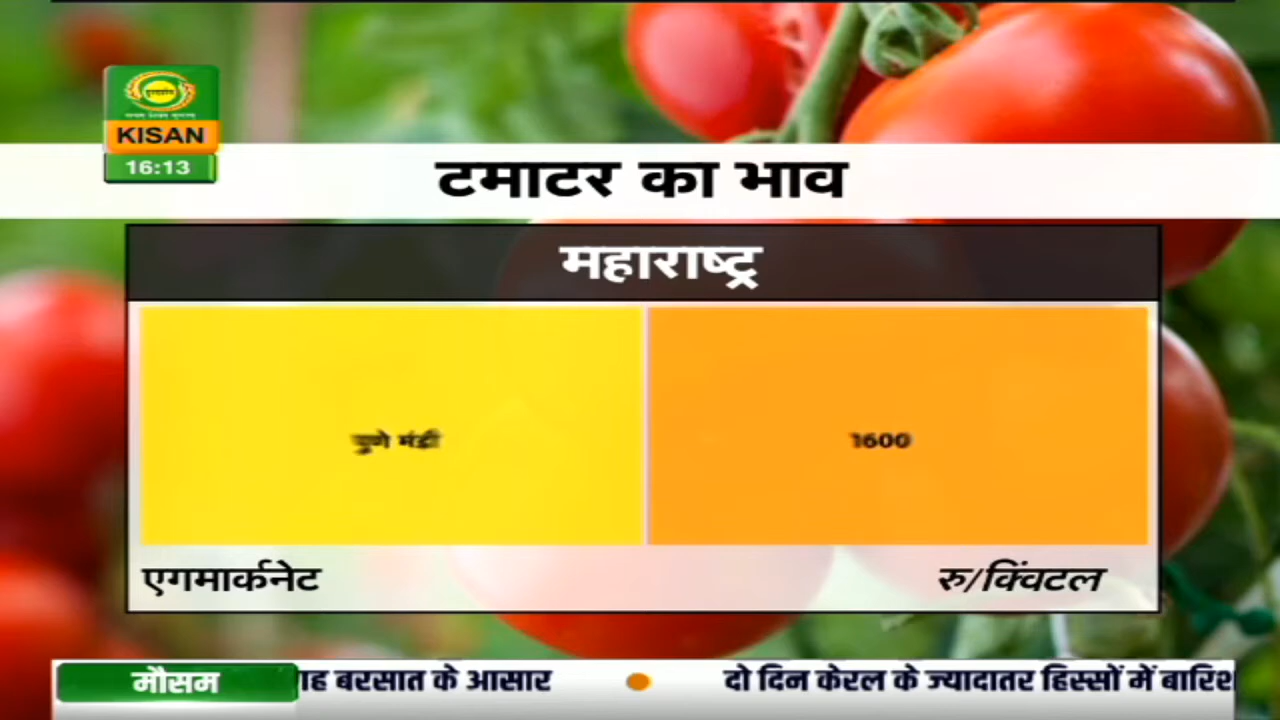 KISAN
16:13
टमाटर का भाव
महाराष्ट्र
पुणे मंडी 1600
एगमार्कनेट रु/क्विंटल
मौसम बरसात के आसार दो दिन केरल के ज्यादातर हिस्सों में